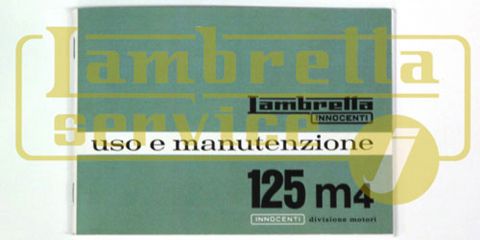 Lambretta
service
Lambretta
INNOCENTI
uso e manutenzione
125 m4
INNOCENTI divisione motori